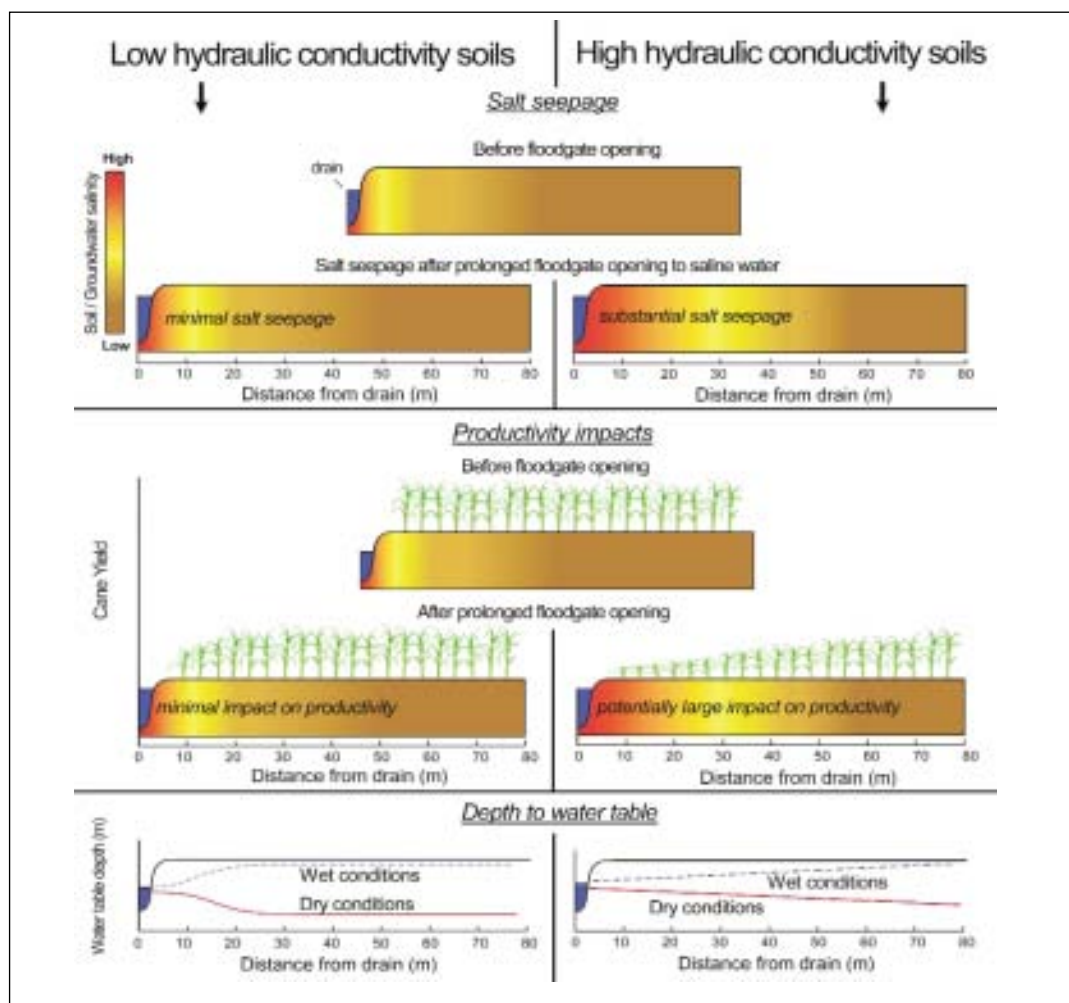 Low hydraulic conductivity soils
High hydraulic conductivity soils
Salt seepage
Before floodgate opening
drain
High
Soil / Groundwater salinity
Low
Salt seepage after prolonged floodgate opening to saline water
minimal salt seepage
substantial salt seepage
0 10 20 30 40 50 60 70 80
Distance from drain (m)
0 10 20 30 40 50 60 70 80
Distance from drain (m)
Productivity impacts
Before floodgate opening
Cane Yield
After prolonged floodgate opening
minimal impact on productivity
potentially large impact on productivity
0 10 20 30 40 50 60 70 80
Distance from drain (m)
0 10 20 30 40 50 60 70 80
Distance from drain (m)
Depth to water table
Water table depth (m)
Wet conditions
Dry conditions
0 10 20 30 40 50 60 70 80
Distance from drain (m)
Wet conditions
Dry conditions
0 10 20 30 40 50 60 70 80
Distance from drain (m)